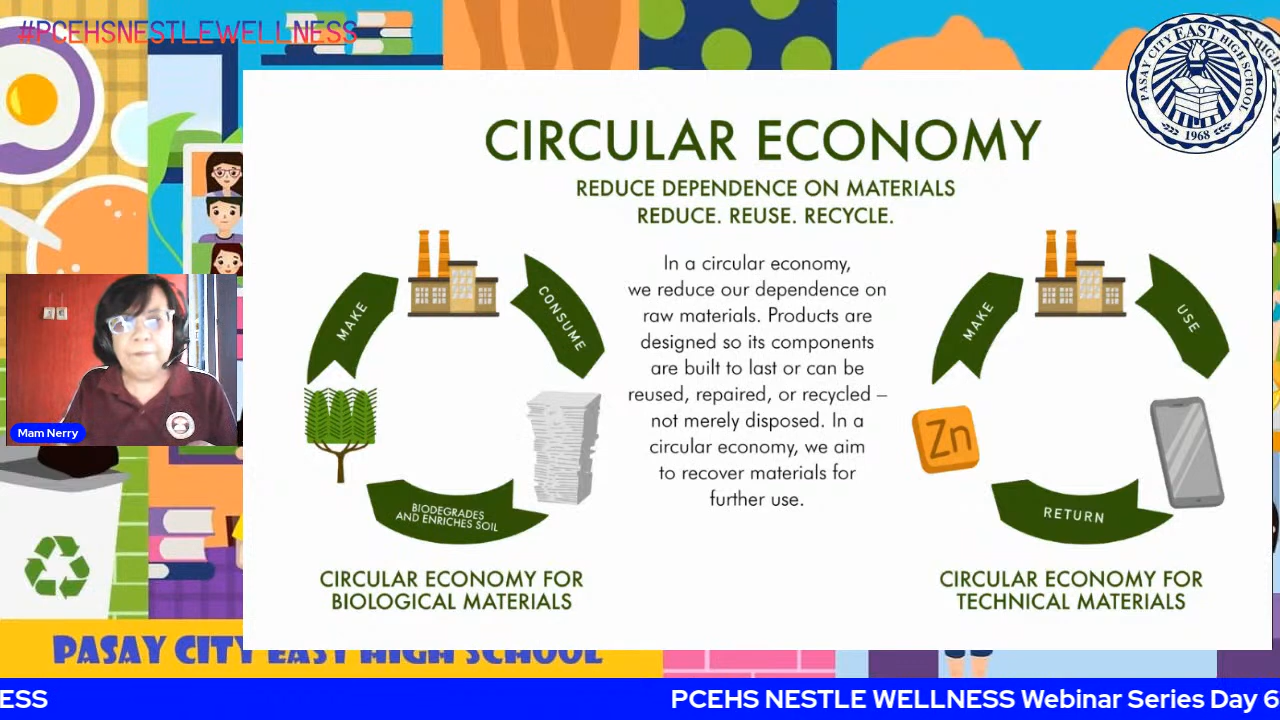 #PCEHSNESTLEWELLNESS
PASAY CITY EAST HIGH SCHOOL
1968
CIRCULAR ECONOMY
REDUCE DEPENDENCE ON MATERIALS
REDUCE. REUSE. RECYCLE.
In a circular economy,
we reduce our dependence on
raw materials. Products are
designed so its components
are built to last or can be
reused, repaired, or recycled –
not merely disposed. In a
circular economy, we aim
to recover materials for
further use.
MAKE
CONSUME
BIODEGRADES
AND ENRICHES SOIL
CIRCULAR ECONOMY FOR
BIOLOGICAL MATERIALS
MAKE
USE
Zn
RETURN
CIRCULAR ECONOMY FOR
TECHNICAL MATERIALS
Mam Nerry
PASAY CITY EAST HIGH SCHOOL
ESS
PCEHS NESTLE WELLNESS Webinar Series Day 6